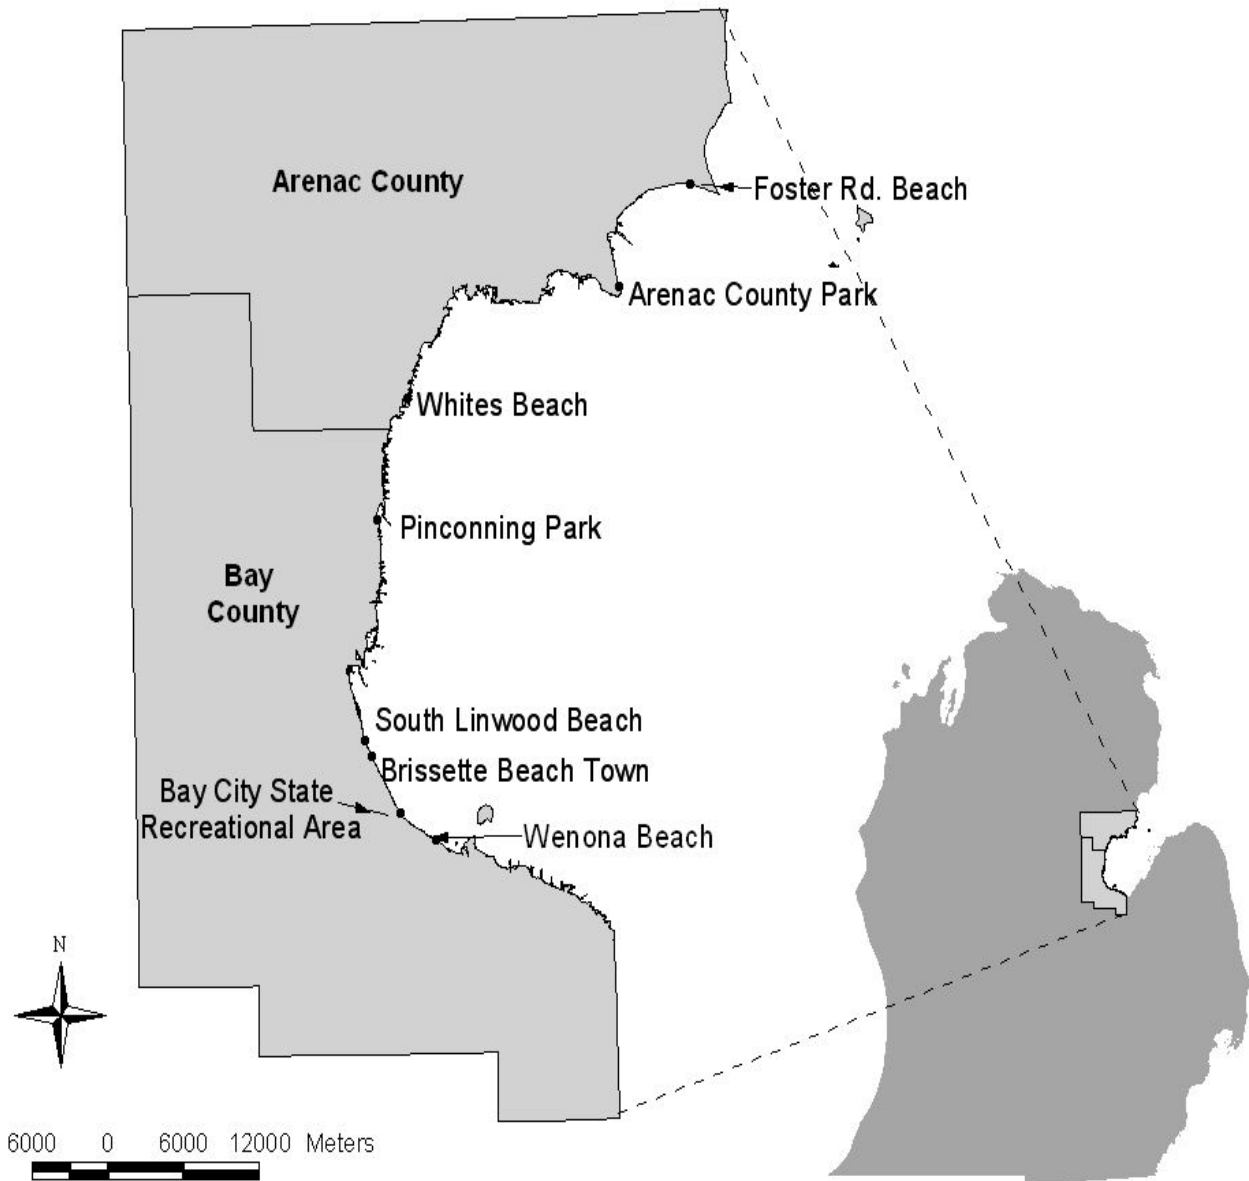 Arenac County
Foster Rd. Beach
Arenac County Park
Whites Beach
Pinconning Park
Bay
County
South Linwood Beach
Brissette Beach Town
Bay City State
Recreational Area
Wenona Beach
N
6000 0 6000 12000 Meters